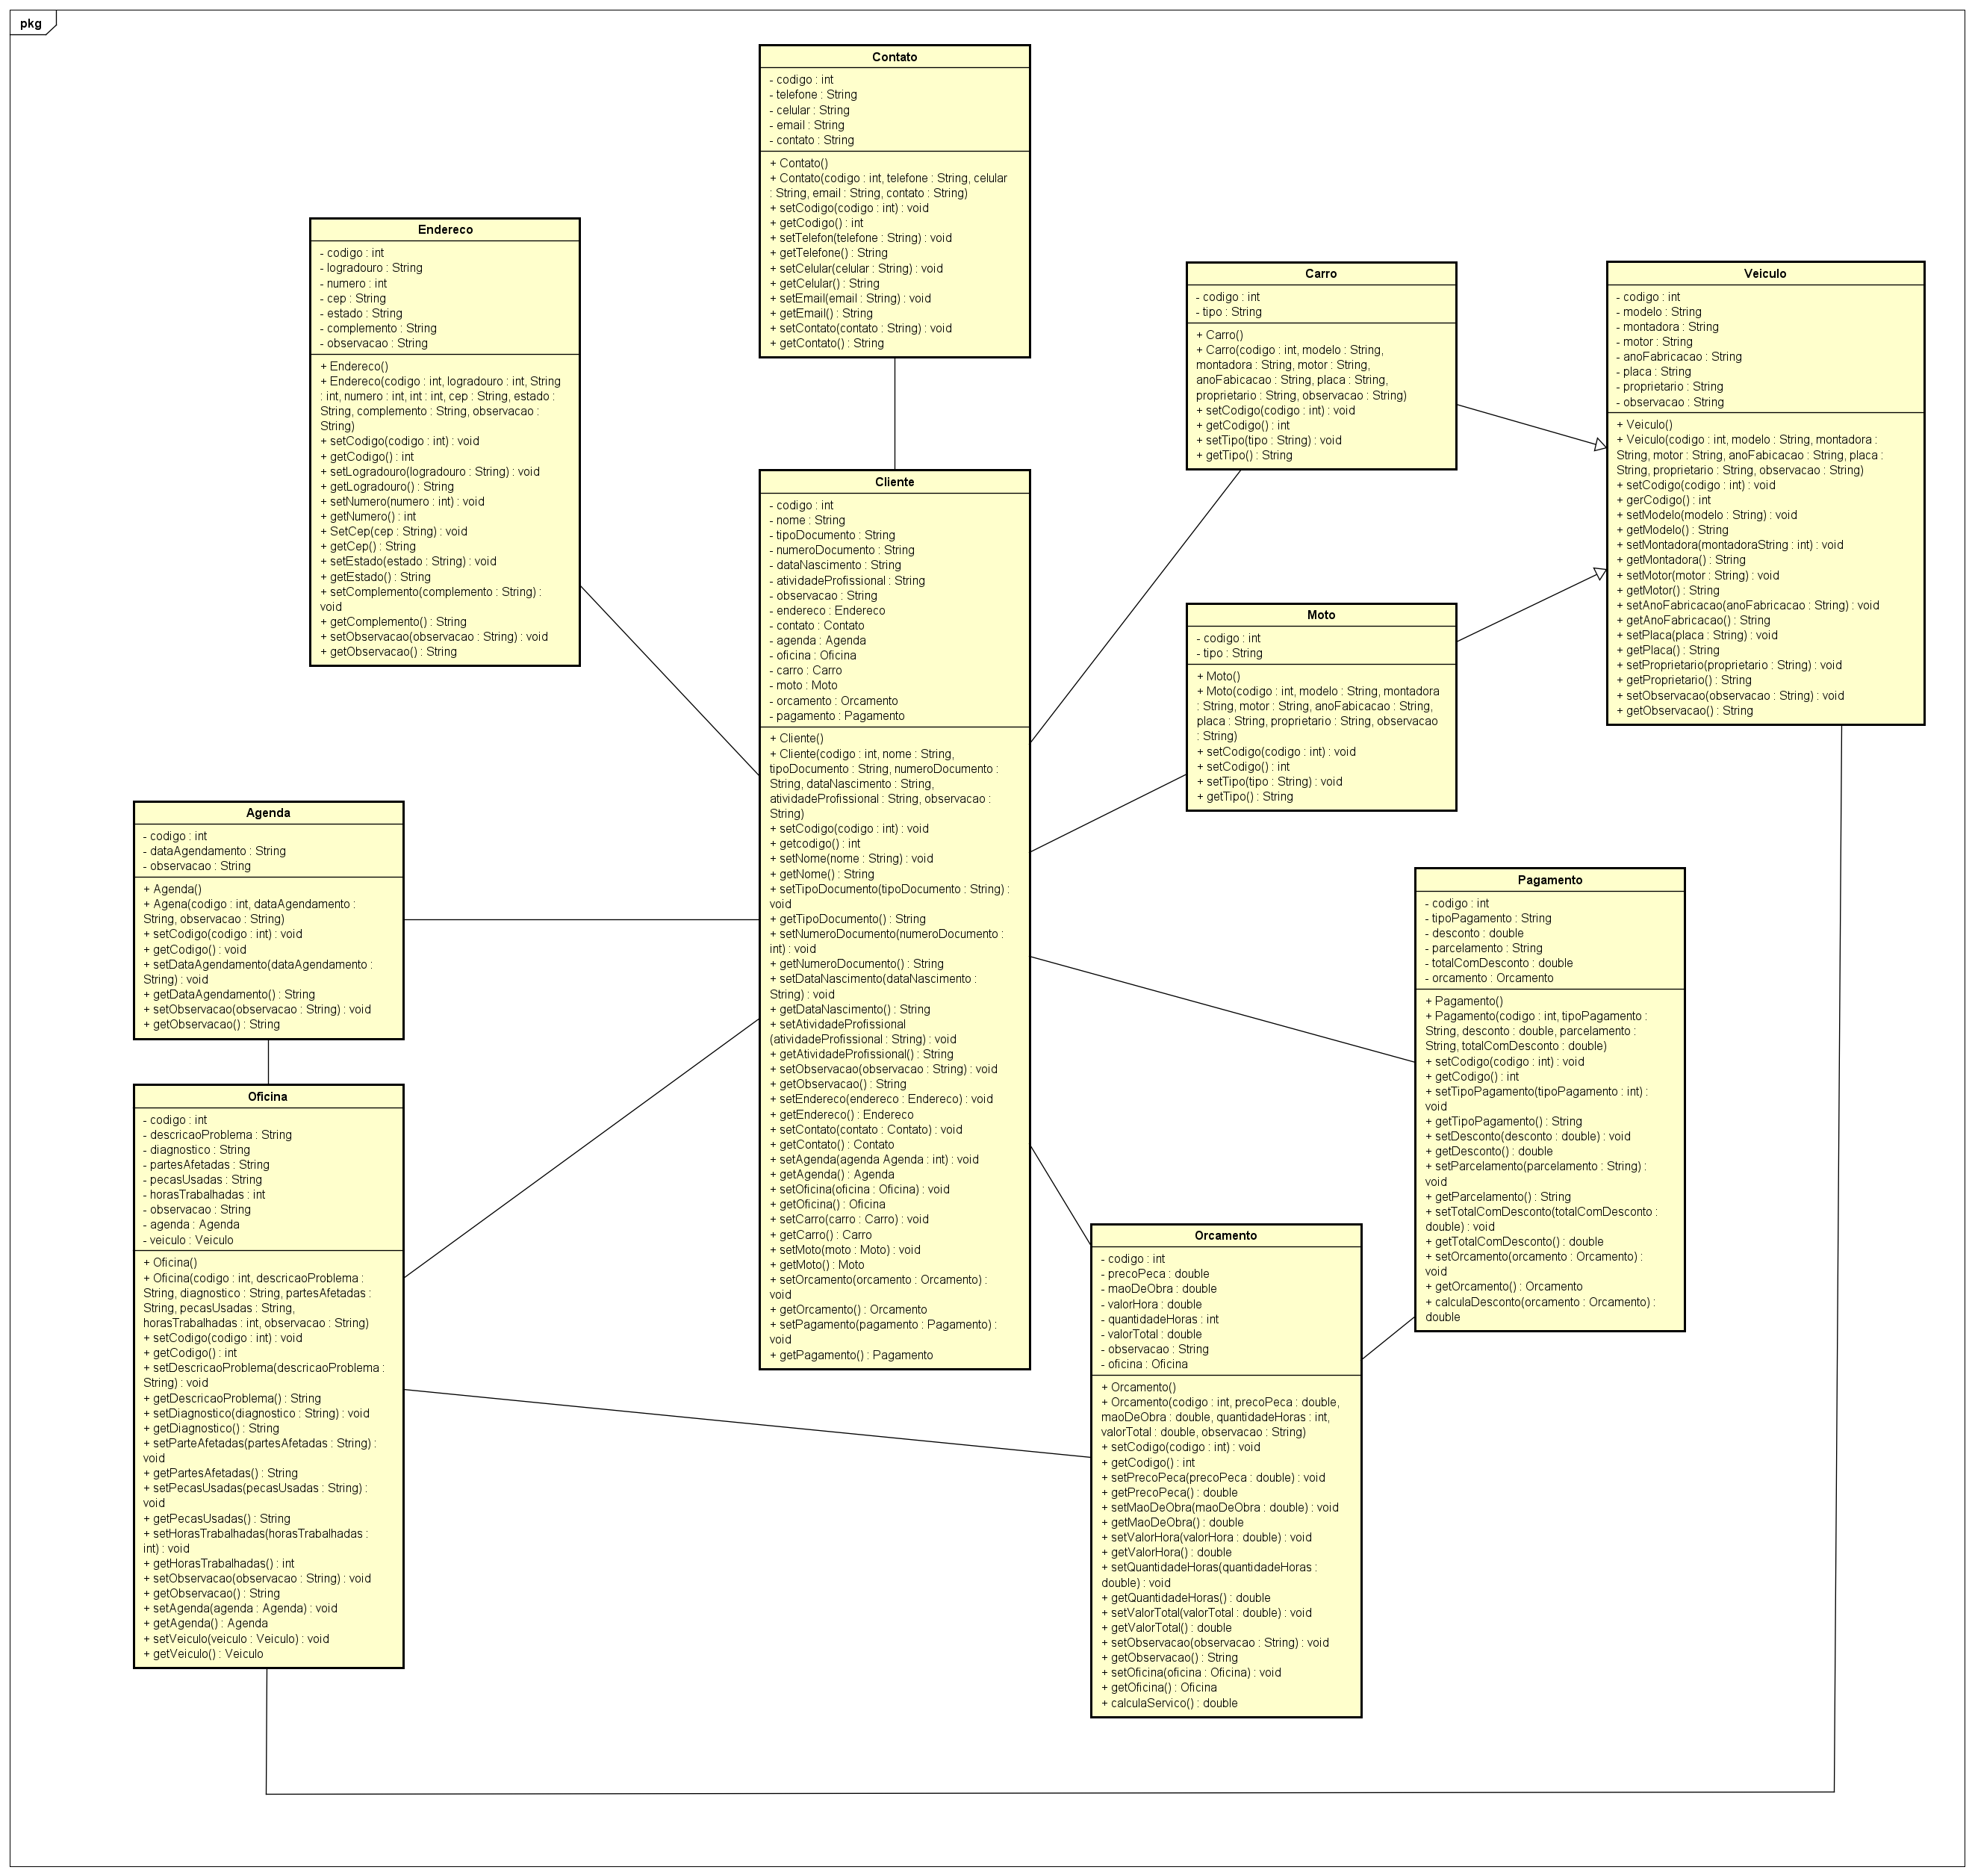 pkg
Contato
- codigo : int
- telefone : String
- celular : String
- email : String
- contato : String
+ Contato()
+ Contato(codigo : int, telefone : String, celular
: String, email : String, contato : String)
+ setCodigo(codigo : int) : void
+ getCodigo() : int
+ setTelefon(telefone : String) : void
+ getTelefone() : String
+ setCelular(celular : String) : void
+ getCelular() : String
+ setEmail(email : String) : void
+ getEmail() : String
+ setContato(contato : String) : void
+ getContato() : String
Endereco
- codigo : int
- logradouro : String
- numero : int
- cep : String
- estado : String
- complemento : String
- observacao : String
+ Endereco()
+ Endereco(codigo : int, logradouro : int, String
: int, numero : int, int : int, cep : String, estado :
String, complemento : String, observacao :
String)
+ setCodigo(codigo : int) : void
+ getCodigo() : int
+ setLogradouro(logradouro : String) : void
+ getLogradouro() : String
+ setNumero(numero : int) : void
+ getNumero() : int
+ SetCep(cep : String) : void
+ getCep() : String
+ setEstado(estado : String) : void
+ getEstado() : String
+ setComplemento(complemento : String) :
void
+ getComplemento() : String
+ setObservacao(observacao : String) : void
+ getObservacao() : String
Carro
- codigo : int
- tipo : String
+ Carro()
+ Carro(codigo : int, modelo : String,
montadora : String, motor : String,
anoFabicacao : String, placa : String,
proprietario : String, observacao : String)
+ setCodigo(codigo : int) : void
+ getCodigo() : int
+ setTipo(tipo : String) : void
+ getTipo() : String
Veiculo
- codigo : int
- modelo : String
- montadora : String
- motor : String
- anoFabricacao : String
- placa : String
- proprietario : String
- observacao : String
+ Veiculo()
+ Veiculo(codigo : int, modelo : String, montadora :
String, motor : String, anoFabicacao : String, placa :
String, proprietario : String, observacao : String)
+ setCodigo(codigo : int) : void
+ gerCodigo() : int
+ setModelo(modelo : String) : void
+ getModelo() : String
+ setMontadora(montadoraString : int) : void
+ getMontadora() : String
+ setMotor(motor : String) : void
+ getMotor() : String
+ setAnoFabricacao(anoFabricacao : String) : void
+ getAnoFabricacao() : String
+ setPlaca(placa : String) : void
+ getPlaca() : String
+ setProprietario(proprietario : String) : void
+ getProprietario() : String
+ setObservacao(observacao : String) : void
+ getObservacao() : String
Cliente
- codigo : int
- nome : String
- tipoDocumento : String
- numeroDocumento : String
- dataNascimento : String
- atividadeProfissional : String
- observacao : String
- endereco : Endereco
- contato : Contato
- agenda : Agenda
- oficina : Oficina
- carro : Carro
- moto : Moto
- orcamento : Orcamento
- pagamento : Pagamento
+ Cliente()
+ Cliente(codigo : int, nome : String,
tipoDocumento : String, numeroDocumento :
String, dataNascimento : String,
atividadeProfissional : String, observacao :
String)
+ setCodigo(codigo : int) : void
+ getcodigo() : int
+ setNome(nome : String) : void
+ getNome() : String
+ setTipoDocumento(tipoDocumento : String) :
void
+ getTipoDocumento() : String
+ setNumeroDocumento(numeroDocumento :
int) : void
+ getNumeroDocumento() : String
+ setDataNascimento(dataNascimento :
String) : void
+ getDataNascimento() : String
+ setAtividadeProfissional
(atividadeProfissional : String) : void
+ getAtividadeProfissional() : String
+ setObservacao(observacao : String) : void
+ getObservacao() : String
+ setEndereco(endereco : Endereco) : void
+ getEndereco() : Endereco
+ setContato(contato : Contato) : void
+ getContato() : Contato
+ setAgenda(agenda Agenda : int) : void
+ getAgenda() : Agenda
+ setOficina(oficina : Oficina) : void
+ getOficina() : Oficina
+ setCarro(carro : Carro) : void
+ getCarro() : Carro
+ setMoto(moto : Moto) : void
+ getMoto() : Moto
+ setOrcamento(orcamento : Orcamento) :
void
+ getOrcamento() : Orcamento
+ setPagamento(pagamento : Pagamento) :
void
+ getPagamento() : Pagamento
Moto
- codigo : int
- tipo : String
+ Moto()
+ Moto(codigo : int, modelo : String, montadora
: String, motor : String, anoFabicacao : String,
placa : String, proprietario : String, observacao
: String)
+ setCodigo(codigo : int) : void
+ setCodigo() : int
+ setTipo(tipo : String) : void
+ getTipo() : String
Agenda
- codigo : int
- dataAgendamento : String
- observacao : String
+ Agenda()
+ Agena(codigo : int, dataAgendamento :
String, observacao : String)
+ setCodigo(codigo : int) : void
+ getCodigo() : void
+ setDataAgendamento(dataAgendamento :
String) : void
+ getDataAgendamento() : String
+ setObservacao(observacao : String) : void
+ getObservacao() : String
Pagamento
- codigo : int
- tipoPagamento : String
- desconto : double
- parcelamento : String
- totalComDesconto : double
- orcamento : Orcamento
+ Pagamento()
+ Pagamento(codigo : int, tipoPagamento :
String, desconto : double, parcelamento :
String, totalComDesconto : double)
+ setCodigo(codigo : int) : void
+ getCodigo() : int
+ setTipoPagamento(tipoPagamento : int) :
void
+ getTipoPagamento() : String
+ setDesconto(desconto : double) : void
+ getDesconto() : double
+ setParcelamento(parcelamento : String) :
void
+ getParcelamento() : String
+ setTotalComDesconto(totalComDesconto :
double) : void
+ getTotalComDesconto() : double
+ setOrcamento(orcamento : Orcamento) :
void
+ getOrcamento() : Orcamento
+ calculaDesconto(orcamento : Orcamento) :
double
Oficina
- codigo : int
- descricaoProblema : String
- diagnostico : String
- partesAfetadas : String
- pecasUsadas : String
- horasTrabalhadas : int
- observacao : String
- agenda : Agenda
- veiculo : Veiculo
+ Oficina()
+ Oficina(codigo : int, descricaoProblema :
String, diagnostico : String, partesAfetadas :
String, pecasUsadas : String,
horasTrabalhadas : int, observacao : String)
+ setCodigo(codigo : int) : void
+ getCodigo() : int
+ setDescricaoProblema(descricaoProblema :
String) : void
+ getDescricaoProblema() : String
+ setDiagnostico(diagnostico : String) : void
+ getDiagnostico() : String
+ setParteAfetadas(partesAfetadas : String) :
void
+ getPartesAfetadas() : String
+ setPecasUsadas(pecasUsadas : String) :
void
+ getPecasUsadas() : String
+ setHorasTrabalhadas(horasTrabalhadas :
int) : void
+ getHorasTrabalhadas() : int
+ setObservacao(observacao : String) : void
+ getObservacao() : String
+ setAgenda(agenda : Agenda) : void
+ getAgenda() : Agenda
+ setVeiculo(veiculo : Veiculo) : void
+ getVeiculo() : Veiculo
Orcamento
- codigo : int
- precoPeca : double
- maoDeObra : double
- valorHora : double
- quantidadeHoras : int
- valorTotal : double
- observacao : String
- oficina : Oficina
+ Orcamento()
+ Orcamento(codigo : int, precoPeca : double,
maoDeObra : double, quantidadeHoras : int,
valorTotal : double, observacao : String)
+ setCodigo(codigo : int) : void
+ getCodigo() : int
+ setPrecoPeca(precoPeca : double) : void
+ getPrecoPeca() : double
+ setMaoDeObra(maoDeObra : double) : void
+ getMaoDeObra() : double
+ setValorHora(valorHora : double) : void
+ getValorHora() : double
+ setQuantidadeHoras(quantidadeHoras :
double) : void
+ getQuantidadeHoras() : double
+ setValorTotal(valorTotal : double) : void
+ getValorTotal() : double
+ setObservacao(observacao : String) : void
+ getObservacao() : String
+ setOficina(oficina : Oficina) : void
+ getOficina() : Oficina
+ calculaServico() : double